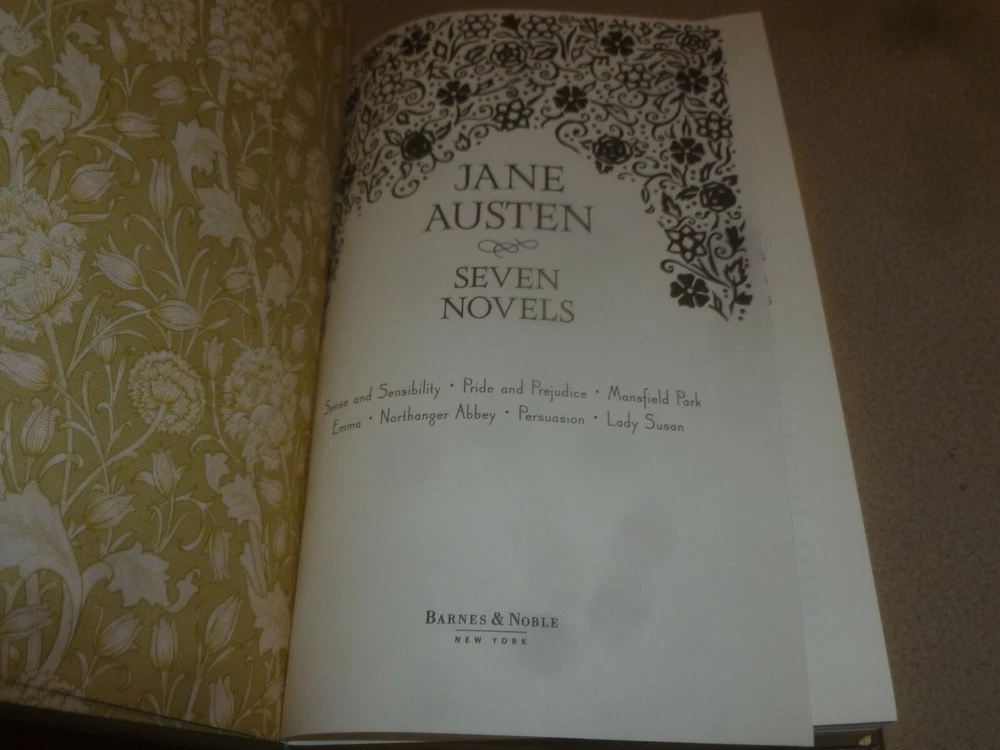 JANE
AUSTEN
SEVEN
NOVELS
Sense and Sensibility • Pride and Prejudice • Mansfield Park
Emma • Northanger Abbey • Persuasion • Lady Susan
BARNES & NOBLE
NEW YORK